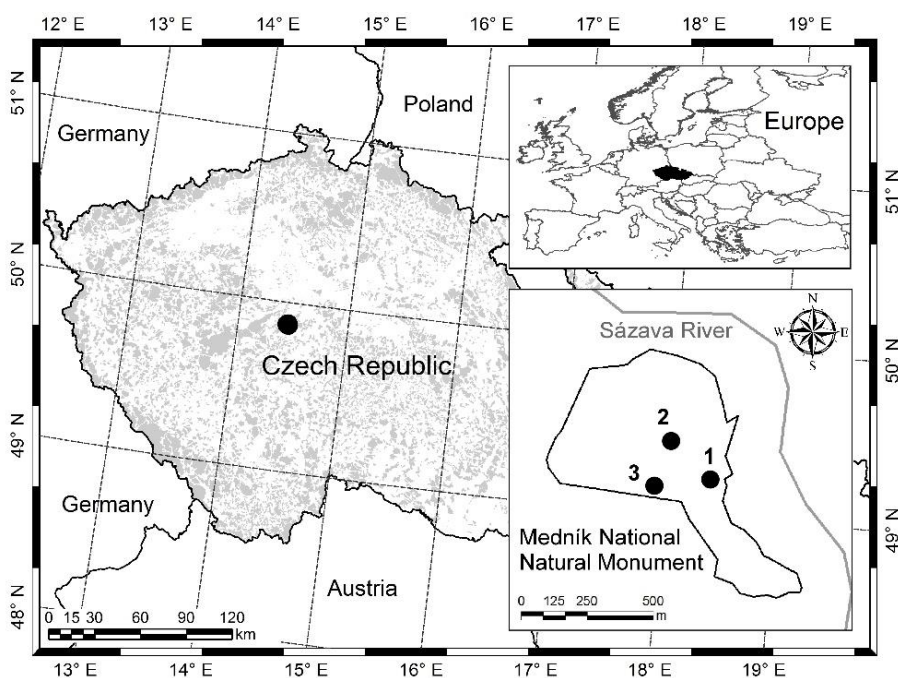 12° E 13° E 14° E 15° E 17° E 18° E 19° E
51° N
50° N
49° N
48° N
Germany
Poland
Czech Republic
Germany
Austria
0 15 30 60 90 120
km
Europe
51° N
50° N
49° N
Sázava River
N
W E
S
2
1
3
Medník National
Natural Monument
0 125 250 500
m
13° E 14° E 15° E 16° E 17° E 18° E 19° E